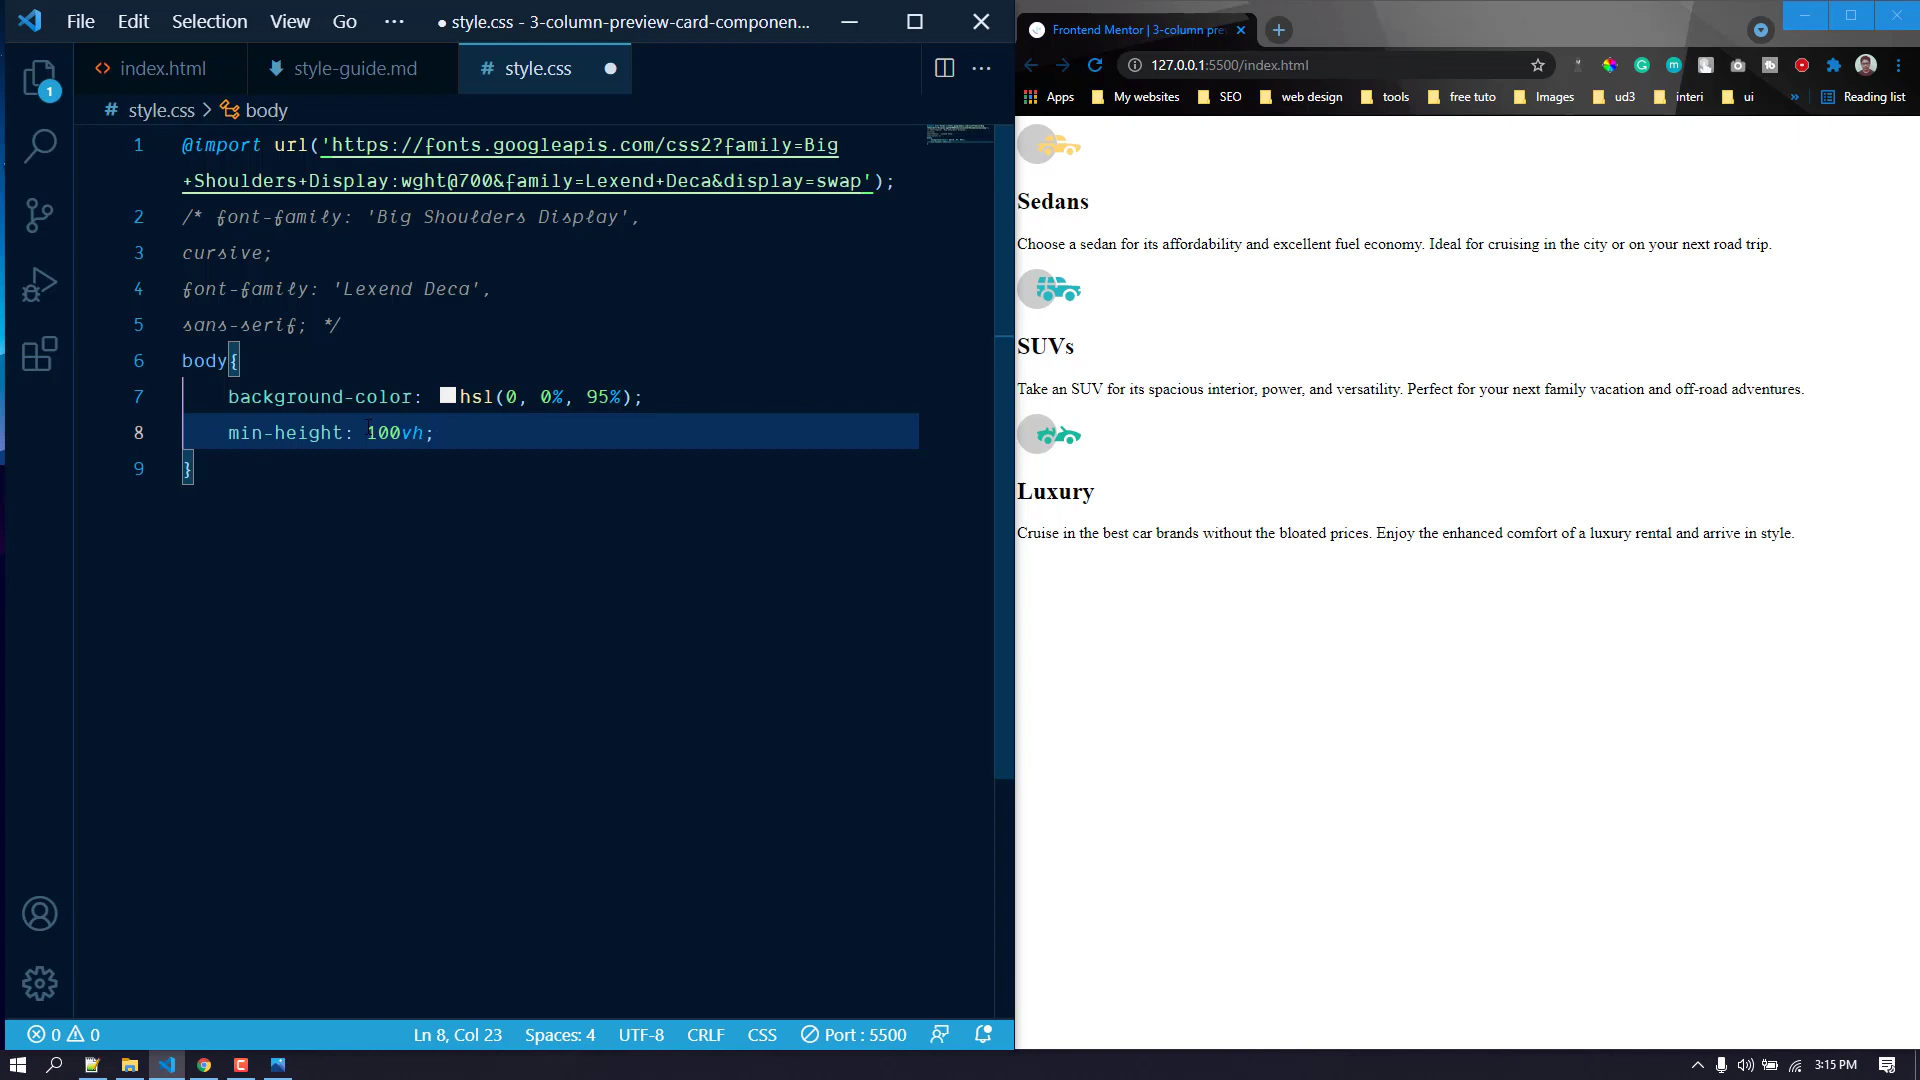 File Edit Selection View Go ··· ● style.css - 3-column-preview-card-componen...
index.html style-guide.md # style.css ●
# style.css > body
1 @import url('https://fonts.googleapis.com/css2?family=Big
+Shoulders+Display:wght@700&family=Lexend+Deca&display=swap');
2 /* font-family: 'Big Shoulders Display',
3 cursive;
4 font-family: 'Lexend Deca',
5 sans-serif; */
6 body{
7 background-color: hsl(0, 0%, 95%);
8 min-height: 100vh;
9 }
1
0 0 Ln 8, Col 23 Spaces: 4 UTF-8 CRLF CSS Port : 5500
Frontend Mentor | 3-column pre
127.0.0.1:5500/index.html
Apps My websites SEO web design tools free tuto Images ud3 interi ui » Reading list
Sedans
Choose a sedan for its affordability and excellent fuel economy. Ideal for cruising in the city or on your next road trip.
SUVs
Take an SUV for its spacious interior, power, and versatility. Perfect for your next family vacation and off-road adventures.
Luxury
Cruise in the best car brands without the bloated prices. Enjoy the enhanced comfort of a luxury rental and arrive in style.
3:15 PM